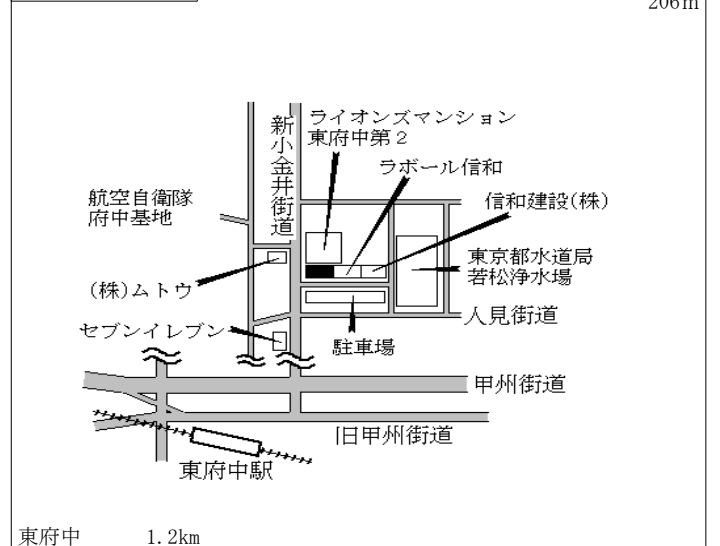 206m
ライオンズマンション
東府中第2
新小金井街道
ラボール信和
航空自衛隊
府中基地
信和建設(株)
東京都水道局
若松浄水場
(株)ムトウ
人見街道
セブンイレブン
駐車場
甲州街道
旧甲州街道
東府中駅
東府中 1.2km